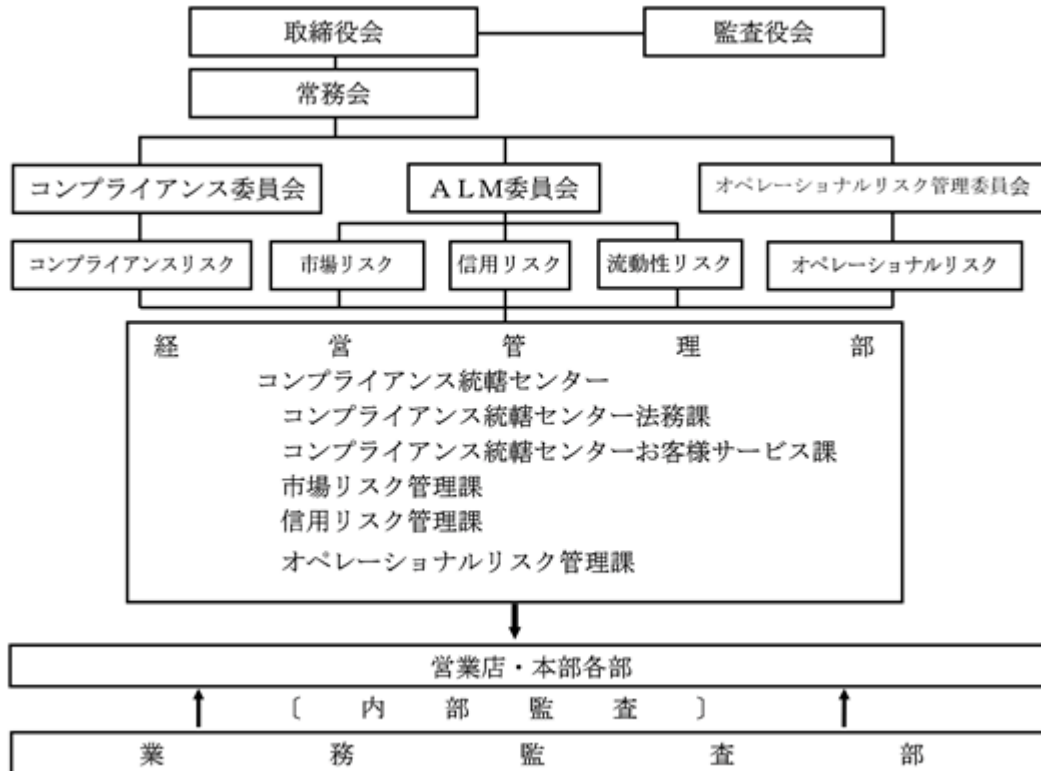 取締役会 監査役会
常務会
コンプライアンス委員会 ALM委員会 オペレーショナルリスク管理委員会
コンプライアンスリスク 市場リスク 信用リスク 流動性リスク オペレーショナルリスク
経営管理部
コンプライアンス統轄センター
コンプライアンス統轄センター法務課
コンプライアンス統轄センターお客様サービス課
市場リスク管理課
信用リスク管理課
オペレーショナルリスク管理課
営業店・本部各部
〔内部監査〕
業務監査部